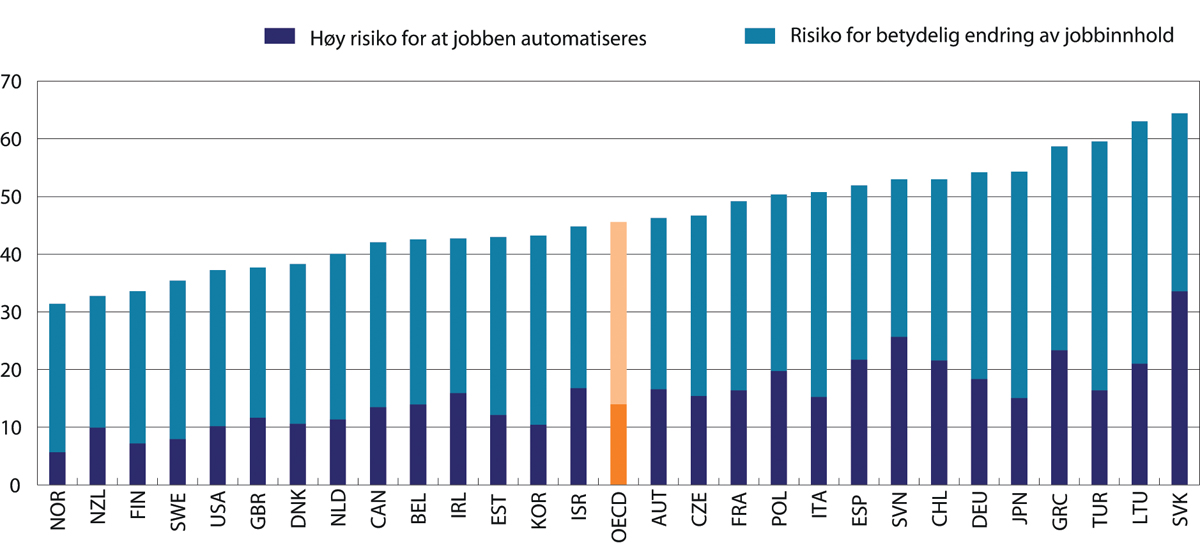 Høy risiko for at jobben automatiseres
Risiko for betydelig endring av jobbinnhold
70
60
50
40
30
20
10
0
NOR
NZL
FIN
SWE
USA
GBR
DNK
NLD
CAN
BEL
IRL
EST
KOR
ISR
OECD
AUT
CZE
FRA
POL
ITA
ESP
SVN
CHL
DEU
JPN
GRC
TUR
LTU
SVK